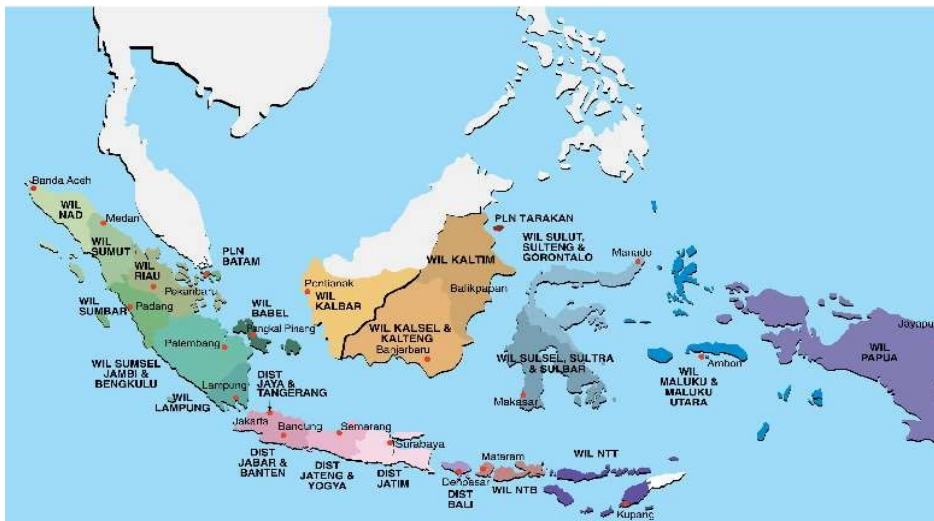 Banda Aceh
WIL
NAD
Medan
WIL
SUMUT
WIL
RIAU
Pekanbaru
PLN
BATAM
WIL
SUMBAR
Padang
WIL
BABEL
Pangkal Pinang
Palembang
WIL SUMSEL
JAMBI &
BENGKULU
Lampung
WIL
LAMPUNG
DIST
JAYA &
TANGERANG
Jakarta
Bandung
Semarang
Surabaya
DIST
JABAR &
BANTEN
DIST
JATENG &
YOGYA
DIST
JATIM
Pontianak
WIL
KALBAR
WIL KALTIM
Balikpapan
WIL KALSEL &
KALTENG
Banjarbaru
PLN TARAKAN
WIL SULUT,
SULTENG &
GORONTALO
Manado
WIL SULSEL, SULTRA
& SULBAR
Makasar
Ambon
WIL
MALUKU &
MALUKU
UTARA
Jayapu
WIL
PAPUA
Denpasar
DIST
BALI
Mataram
WIL NTB
WIL NTT
Kupang